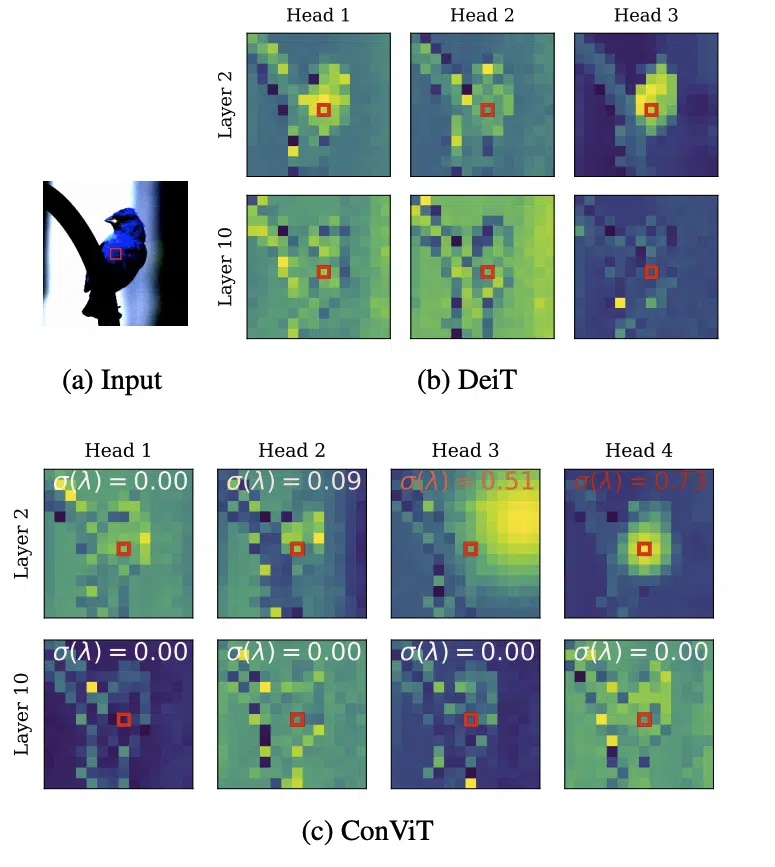 Head 1 Head 2 Head 3
Layer 2
Layer 10
(a) Input
(b) DeiT
Head 1 Head 2 Head 3 Head 4
Layer 2
σ(λ) = 0.00 σ(λ) = 0.09 σ(λ) = 0.51 σ(λ) = 0.73
Layer 10
σ(λ) = 0.00 σ(λ) = 0.00 σ(λ) = 0.00 σ(λ) = 0.00
(c) ConViT